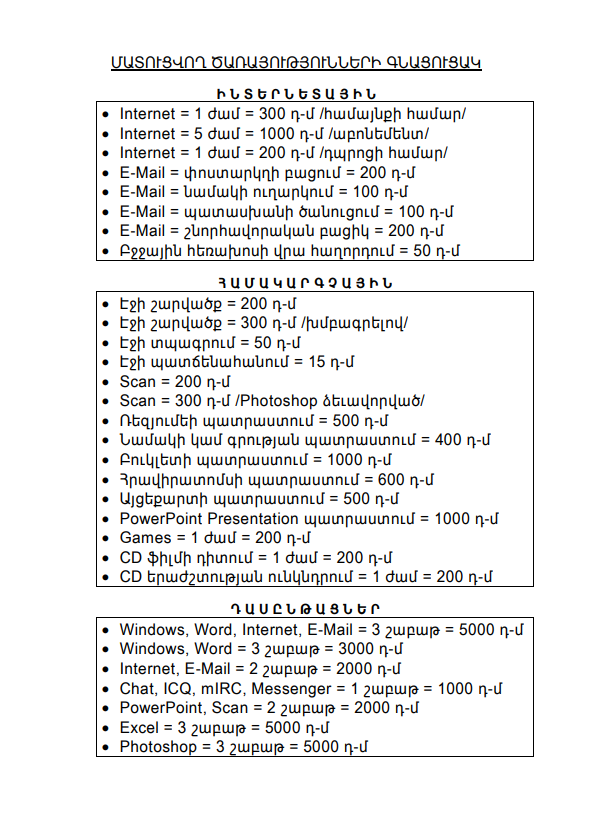 ՄԱՏՈՒՑՎՈՂ ԾԱՌԱՅՈՒԹՅՈՒՆՆԵՐԻ ԳՆԱՑՈՒՑԱԿ
ԻՆՏԵՐՆԵՏԱՅԻՆ
• Internet = 1 ժամ = 300 դ-մ /համայնքի համար/
• Internet = 5 ժամ = 1000 դ-մ /աբոնեմենտ/
• Internet = 1 ժամ = 200 դ-մ /դպրոցի համար/
• E-Mail = փոստարկղի բացում = 200 դ-մ
• E-Mail = նամակի ուղարկում = 100 դ-մ
• E-Mail = պատասխանի ծանուցում = 100 դ-մ
• E-Mail = շնորհավորական բացիկ = 200 դ-մ
• Բջջային հեռախոսի վրա հաղորդում = 50 դ-մ
ՀԱՄԱԿԱՐԳՉԱՅԻՆ
• Էջի շարվածք = 200 դ-մ
• Էջի շարվածք = 300 դ-մ /խմբագրելով/
• Էջի տպագրում = 50 դ-մ
• Էջի պատճենահանում = 15 դ-մ
• Scan = 200 դ-մ
• Scan = 300 դ-մ /Photoshop ձեւավորված/
• Ռեզյումեի պատրաստում = 500 դ-մ
• Նամակի կամ գրության պատրաստում = 400 դ-մ
• Բուկլետի պատրաստում = 1000 դ-մ
• Հրավիրատոմսի պատրաստում = 600 դ-մ
• Այցեքարտի պատրաստում = 500 դ-մ
• PowerPoint Presentation պատրաստում = 1000 դ-մ
• Games = 1 ժամ = 200 դ-մ
• CD ֆիլմի դիտում = 1 ժամ = 200 դ-մ
• CD երաժշտության ունկնդրում = 1 ժամ = 200 դ-մ
ԴԱՍԸՆԹԱՑՆԵՐ
• Windows, Word, Internet, E-Mail = 3 շաբաթ = 5000 դ-մ
• Windows, Word = 3 շաբաթ = 3000 դ-մ
• Internet, E-Mail = 2 շաբաթ = 2000 դ-մ
• Chat, ICQ, mIRC, Messenger = 1 շաբաթ = 1000 դ-մ
• PowerPoint, Scan = 2 շաբաթ = 2000 դ-մ
• Excel = 3 շաբաթ = 5000 դ-մ
• Photoshop = 3 շաբաթ = 5000 դ-մ